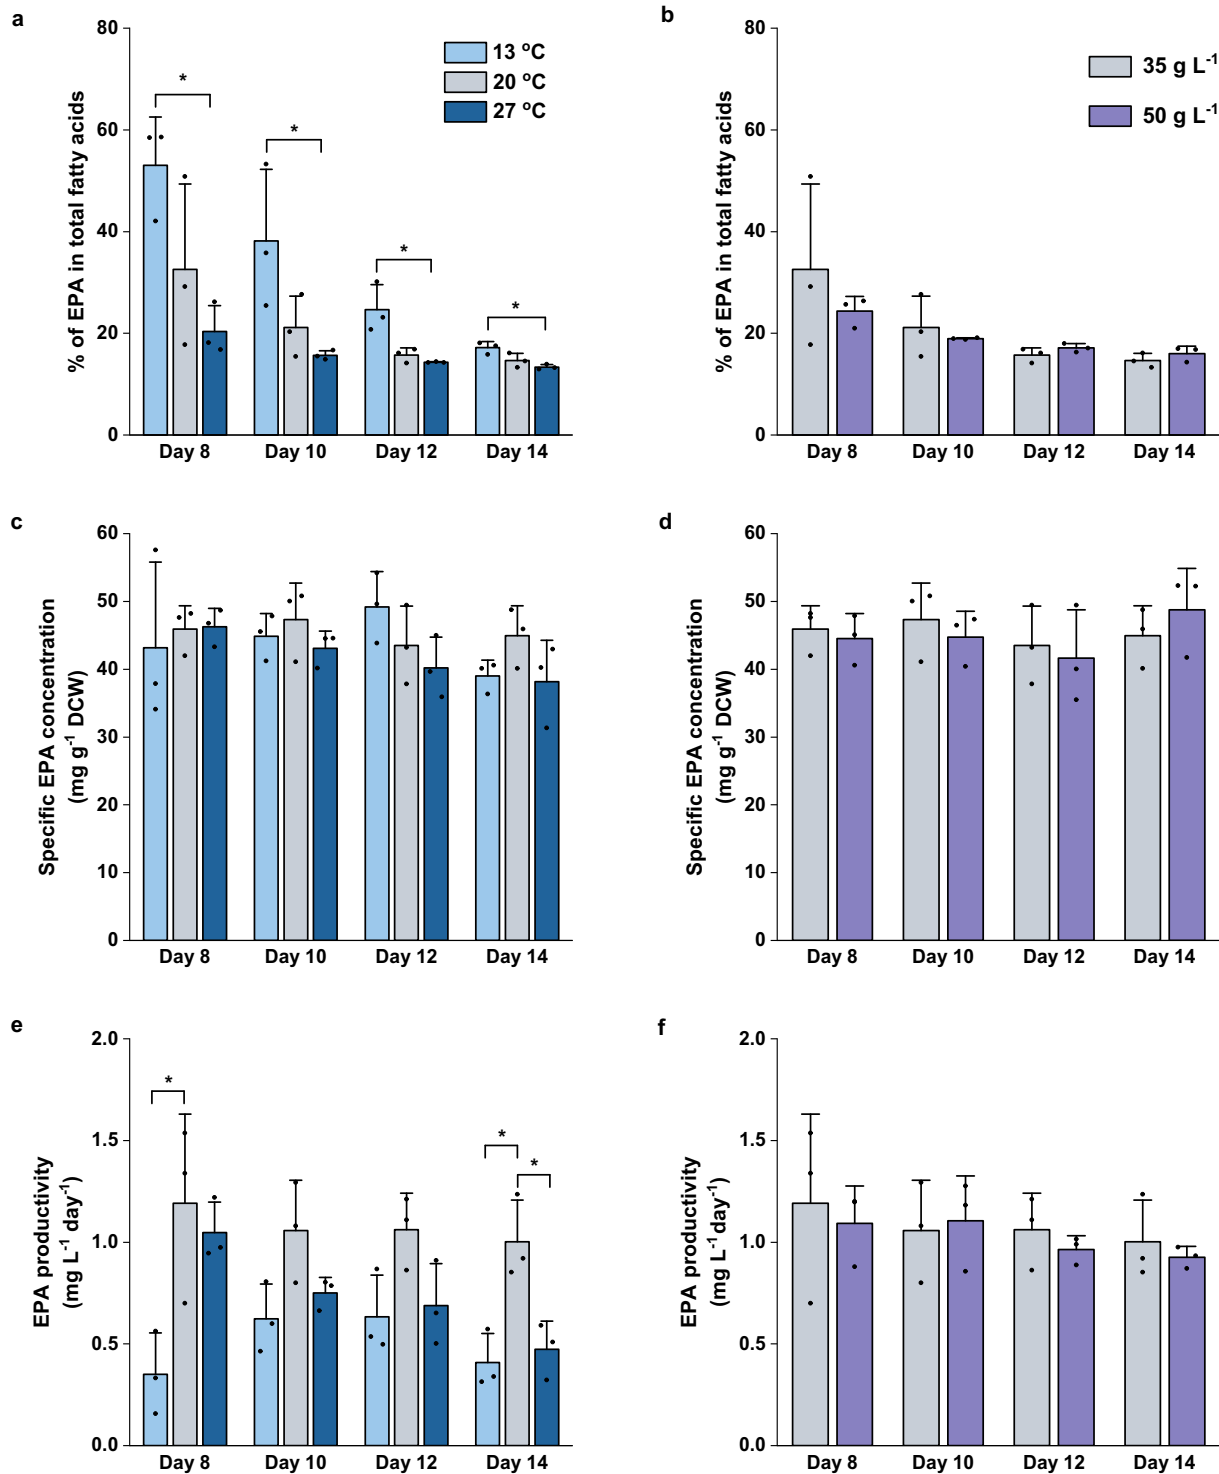 a
% of EPA in total fatty acids
80
60
40
20
0
13 °C
20 °C
27 °C
*
*
*
*
Day 8
Day 10
Day 12
Day 14
b
% of EPA in total fatty acids
80
60
40
20
0
35 g L⁻¹
50 g L⁻¹
Day 8
Day 10
Day 12
Day 14
c
Specific EPA concentration
(mg g⁻¹ DCW)
60
50
40
30
20
10
0
Day 8
Day 10
Day 12
Day 14
d
Specific EPA concentration
(mg g⁻¹ DCW)
60
50
40
30
20
10
0
Day 8
Day 10
Day 12
Day 14
e
EPA productivity
(mg L⁻¹ day⁻¹)
2.0
1.5
1.0
0.5
0.0
*
*
*
Day 8
Day 10
Day 12
Day 14
f
EPA productivity
(mg L⁻¹ day⁻¹)
2.0
1.5
1.0
0.5
0.0
Day 8
Day 10
Day 12
Day 14